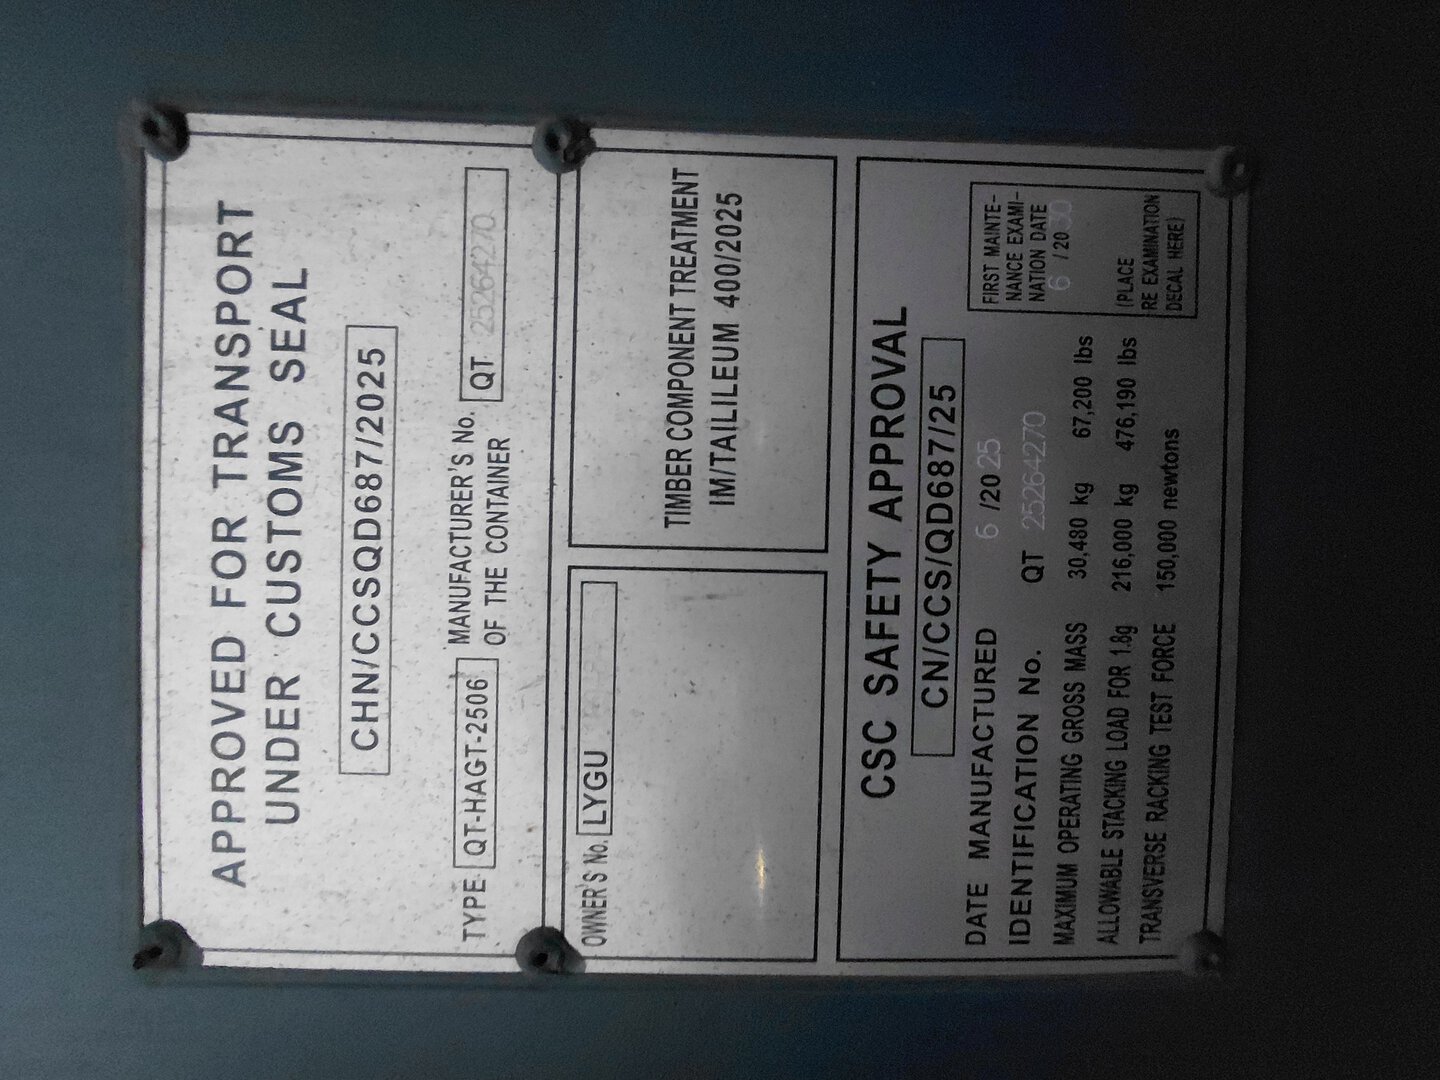 APPROVED FOR TRANSPORT
UNDER CUSTOMS SEAL
CHN/CCSQD687/2025
TYPE QT-HAGT-2506 MANUFACTURER'S No. OF THE CONTAINER QT 25264270
OWNER'S No. LYGU
TIMBER COMPONENT TREATMENT
IM/TAILILEUM 400/2025
CSC SAFETY APPROVAL
CN/CCS/QD687/25
DATE MANUFACTURED 6 /20 25
IDENTIFICATION No. QT 25264270
MAXIMUM OPERATING GROSS MASS 30,480 kg 67,200 lbs
ALLOWABLE STACKING LOAD FOR 1.8g 216,000 kg 476,190 lbs
TRANSVERSE RACKING TEST FORCE 150,000 newtons
FIRST MAINTE-
NANCE EXAMI-
NATION DATE
6 / 20 30
(PLACE
RE EXAMINATION
DECAL HERE)